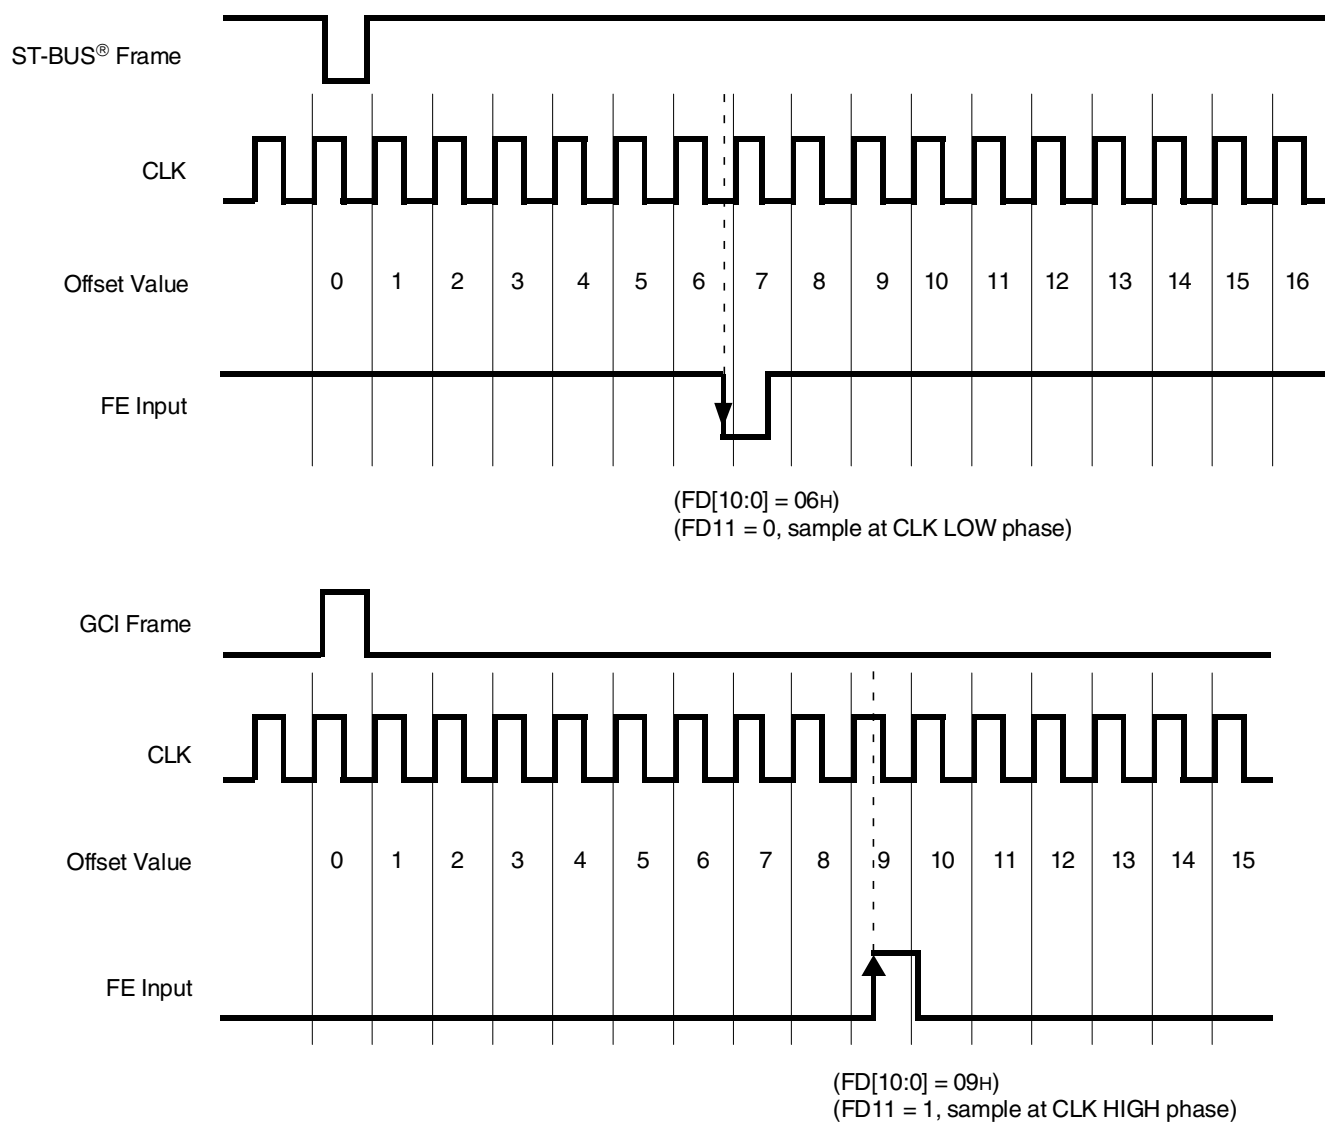 ST-BUS® Frame
CLK
Offset Value 0 1 2 3 4 5 6 7 8 9 10 11 12 13 14 15 16
FE Input
(FD[10:0] = 06H)
(FD11 = 0, sample at CLK LOW phase)
GCI Frame
CLK
Offset Value 0 1 2 3 4 5 6 7 8 9 10 11 12 13 14 15
FE Input
(FD[10:0] = 09H)
(FD11 = 1, sample at CLK HIGH phase)